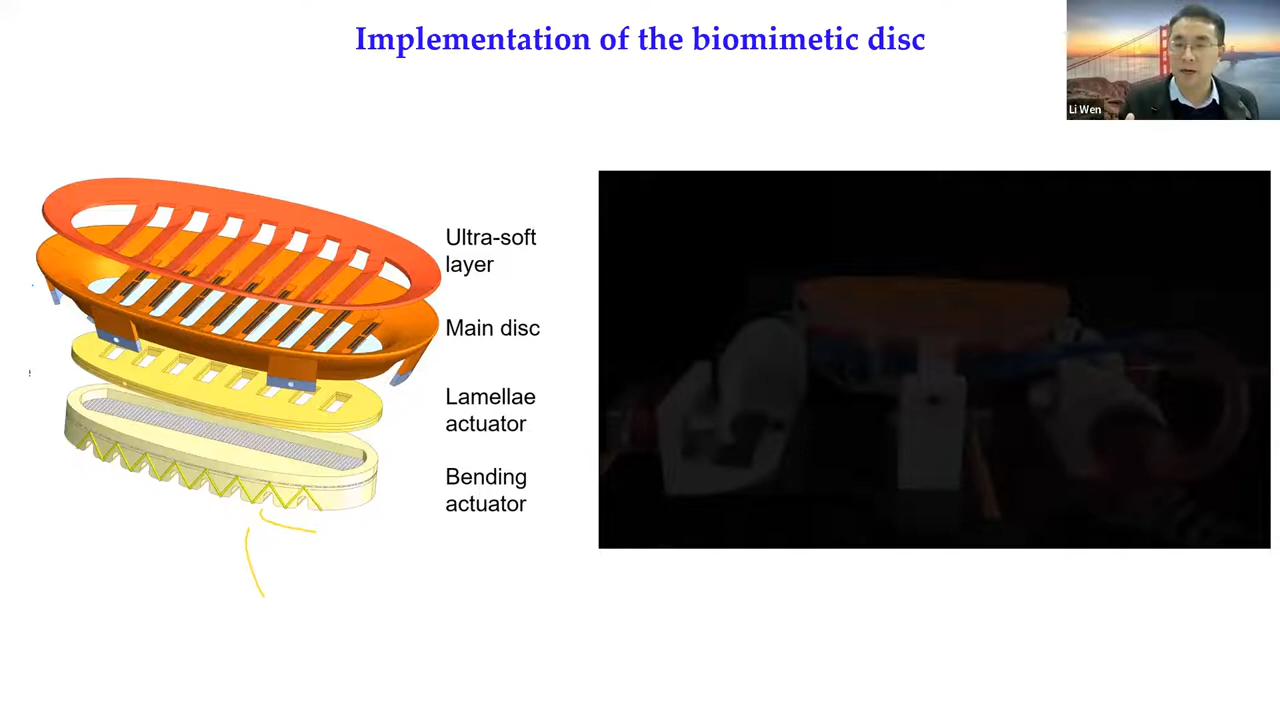 Implementation of the biomimetic disc
Li Wen
Ultra-soft
layer
Main disc
Lamellae
actuator
Bending
actuator
e